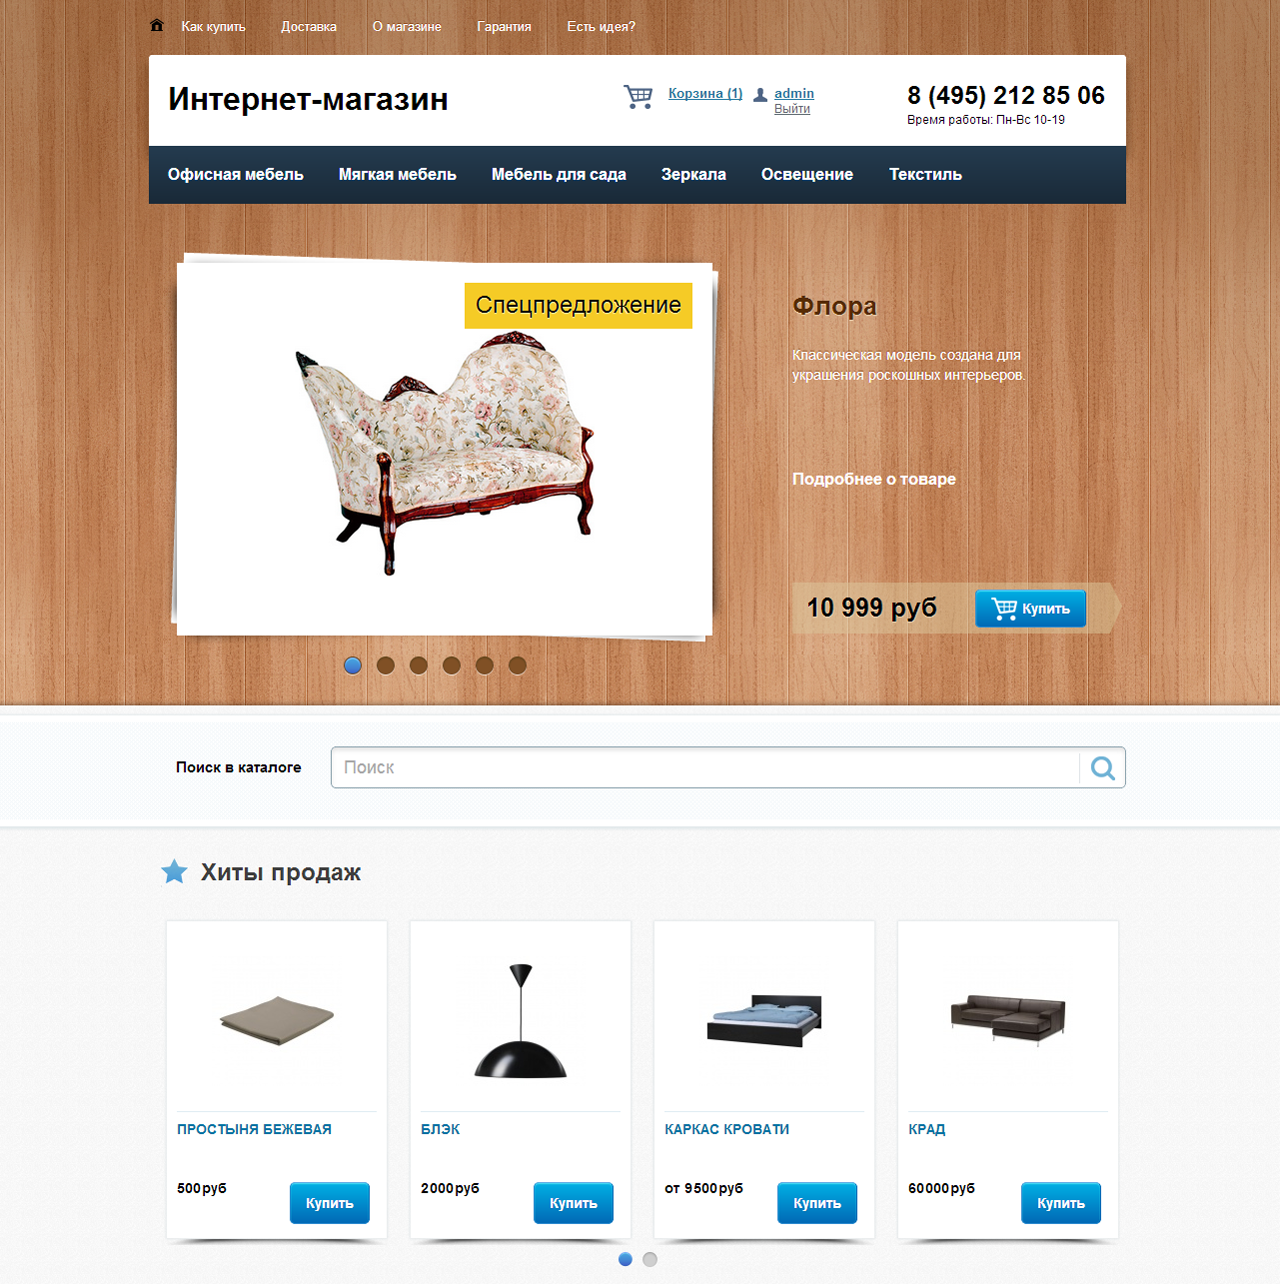 Как купить Доставка О магазине Гарантия Есть идея?
Интернет-магазин
Корзина (1) admin
Выйти
8 (495) 212 85 06
Время работы: Пн-Вс 10-19
Офисная мебель Мягкая мебель Мебель для сада Зеркала Освещение Текстиль
Спецпредложение
Флора
Классическая модель создана для
украшения роскошных интерьеров.
Подробнее о товаре
10 999 руб Купить
Поиск в каталоге Поиск
Хиты продаж
ПРОСТЫНЯ БЕЖЕВАЯ БЛЭК КАРКАС КРОВАТИ КРАД
500руб Купить 2000руб Купить от 9500руб Купить 60000руб Купить